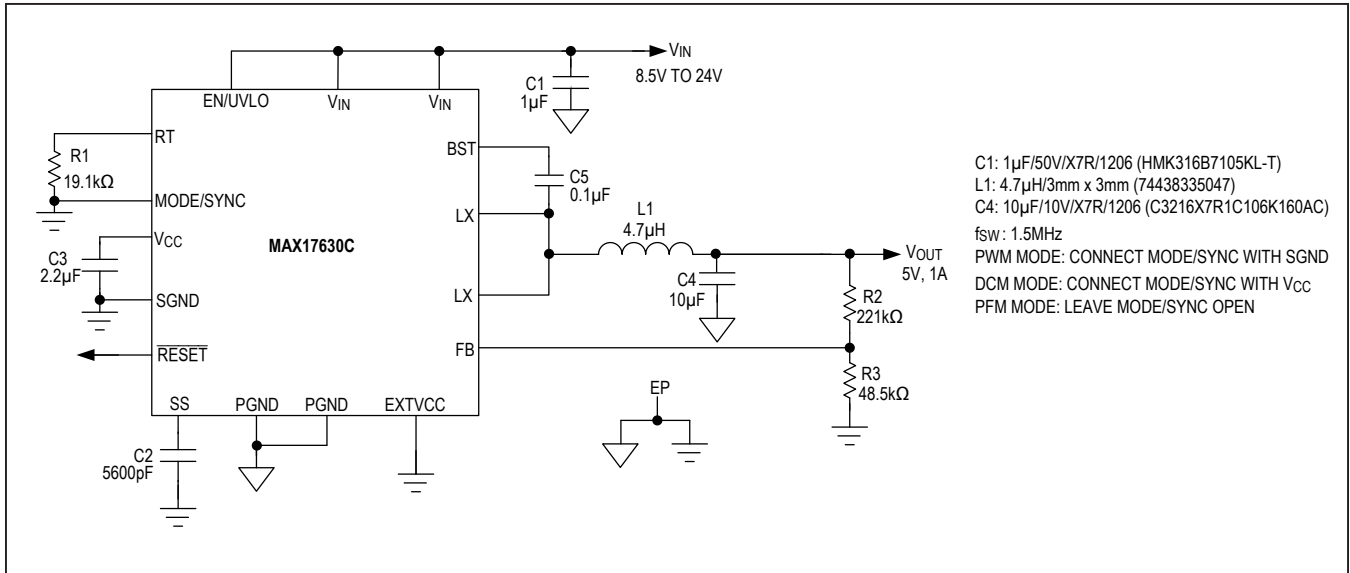 VIN
8.5V TO 24V
C1
1µF
EN/UVLO
VIN
VIN
RT
R1
19.1kΩ
MODE/SYNC
VCC
C3
2.2µF
SGND
RESET
MAX17630C
BST
C5
0.1µF
LX
L1
4.7µH
LX
C4
10µF
VOUT
5V, 1A
R2
221kΩ
FB
R3
48.5kΩ
SS
PGND
PGND
EXTVCC
EP
C2
5600pF
C1: 1µF/50V/X7R/1206 (HMK316B7105KL-T)
L1: 4.7µH/3mm x 3mm (74438335047)
C4: 10µF/10V/X7R/1206 (C3216X7R1C106K160AC)
fSW : 1.5MHz
PWM MODE: CONNECT MODE/SYNC WITH SGND
DCM MODE: CONNECT MODE/SYNC WITH VCC
PFM MODE: LEAVE MODE/SYNC OPEN